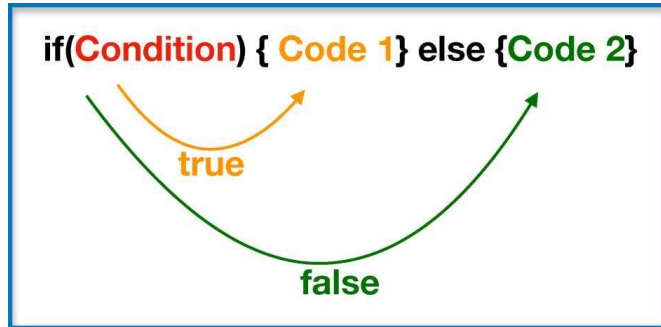 if(Condition) { Code 1} else {Code 2}
true
false